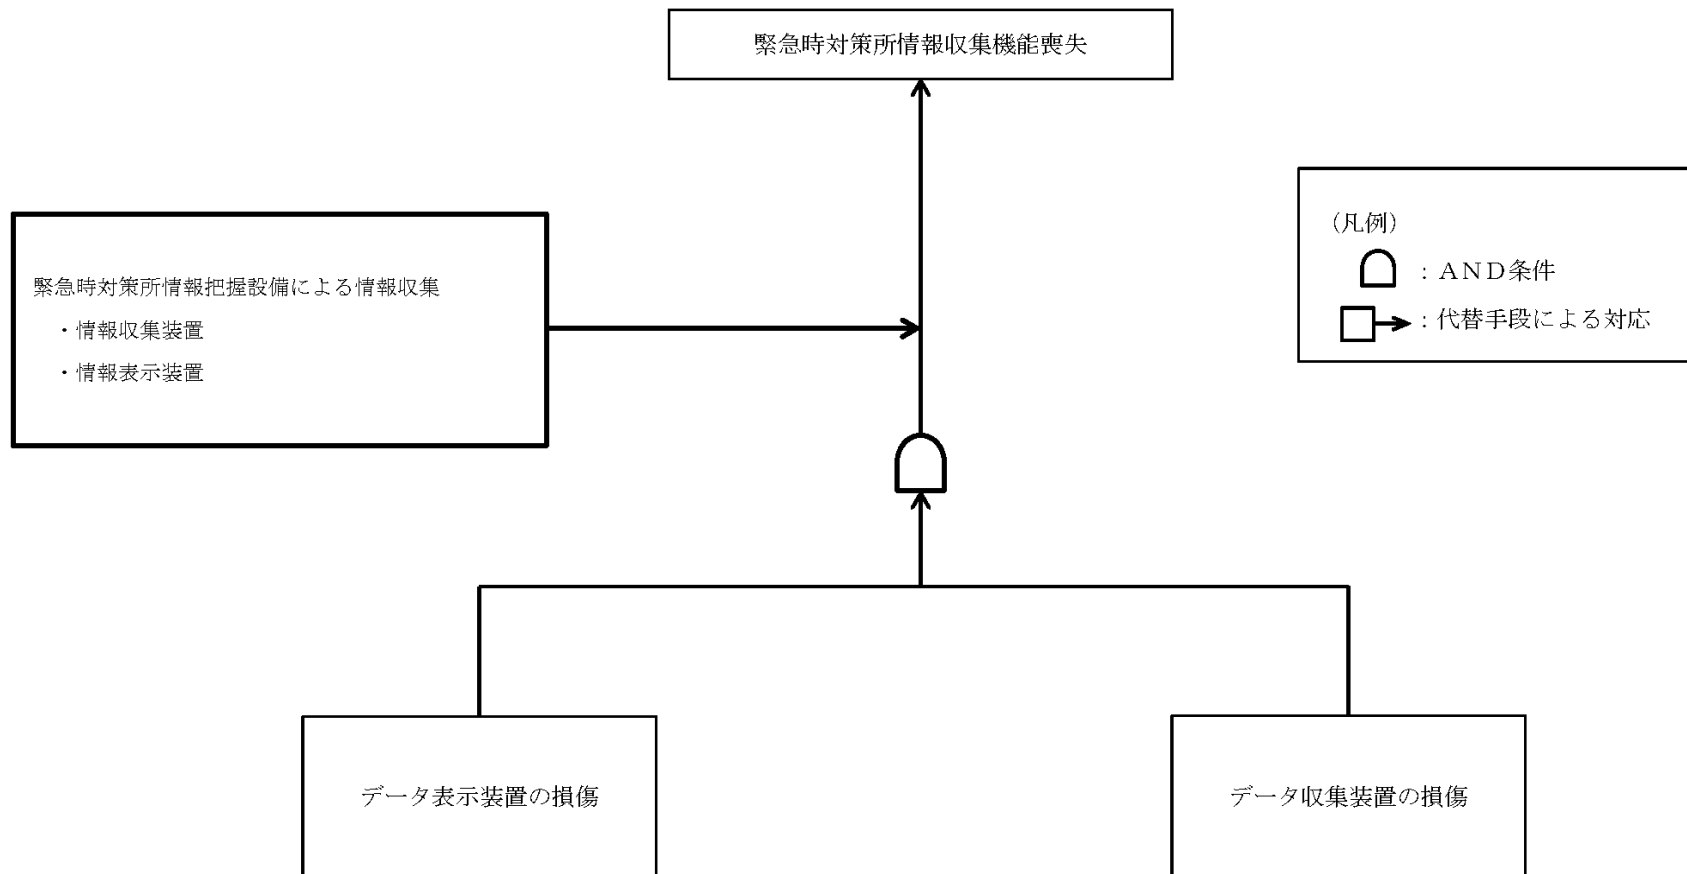 緊急時対策所情報収集機能喪失
緊急時対策所情報把握設備による情報収集
・情報収集装置
・情報表示装置
(凡例)
：ＡＮＤ条件
：代替手段による対応
データ表示装置の損傷
データ収集装置の損傷